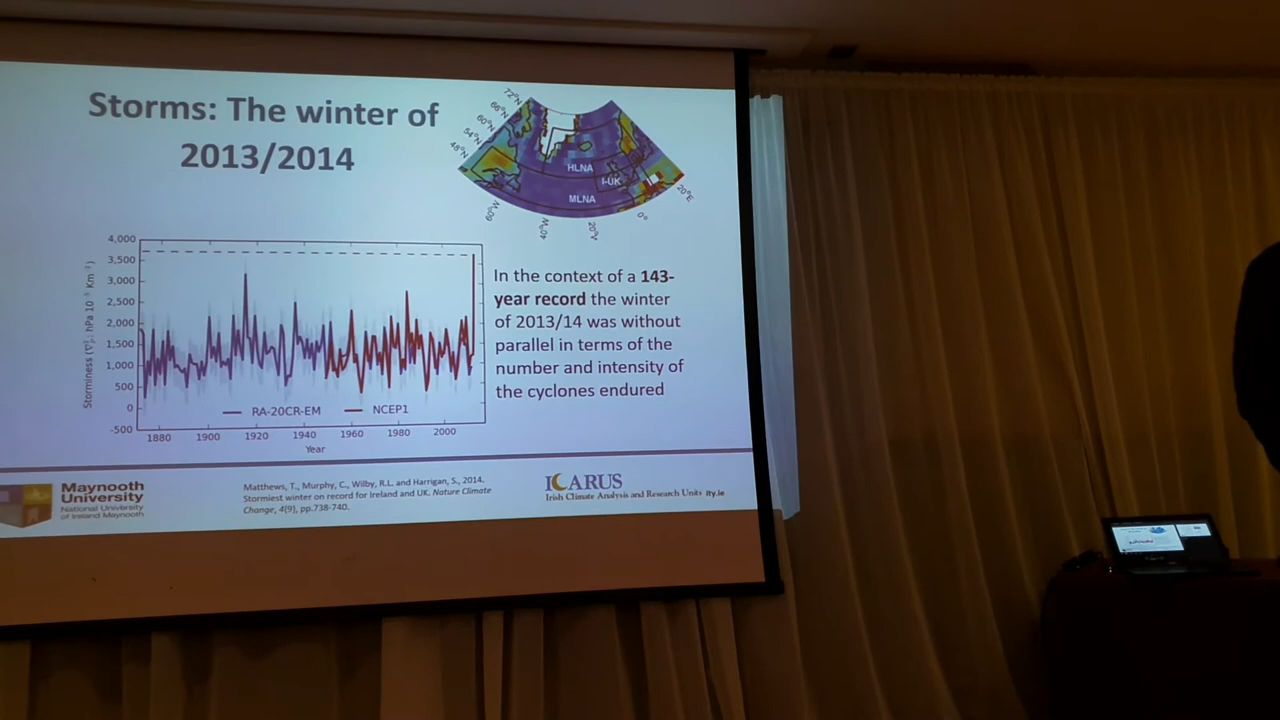 Storms: The winter of
2013/2014
72°N
66°N
60°N
54°N
48°N
HLNA
I-UK
MLNA
60°W
40°W
20°V
0°
20°E
In the context of a 143-
year record the winter
of 2013/14 was without
parallel in terms of the
number and intensity of
the cyclones endured
4,000
3,500
3,000
2,500
2,000
1,500
1,000
500
0
-500
RA-20CR-EM
NCEP1
1880 1900 1920 1940 1960 1980 2000
Year
Maynooth
University
National University
of Ireland Maynooth
Matthews, T., Murphy, C., Wilby, R.L. and Harrigan, S., 2014.
Stormiest winter on record for Ireland and UK. Nature Climate
Change, 4(9), pp.738-740.
ICARUS
Irish Climate Analysis and Research Units ity.ie